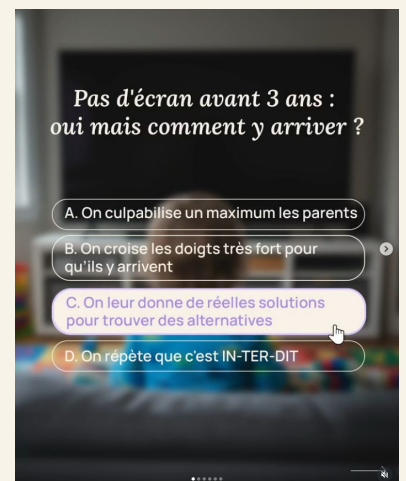 Pas d'écran avant 3 ans :
oui mais comment y arriver ?
A. On culpabilise un maximum les parents
B. On croise les doigts très fort pour
qu'ils y arrivent
C. On leur donne de réelles solutions
pour trouver des alternatives
D. On répète que c'est IN-TER-DIT